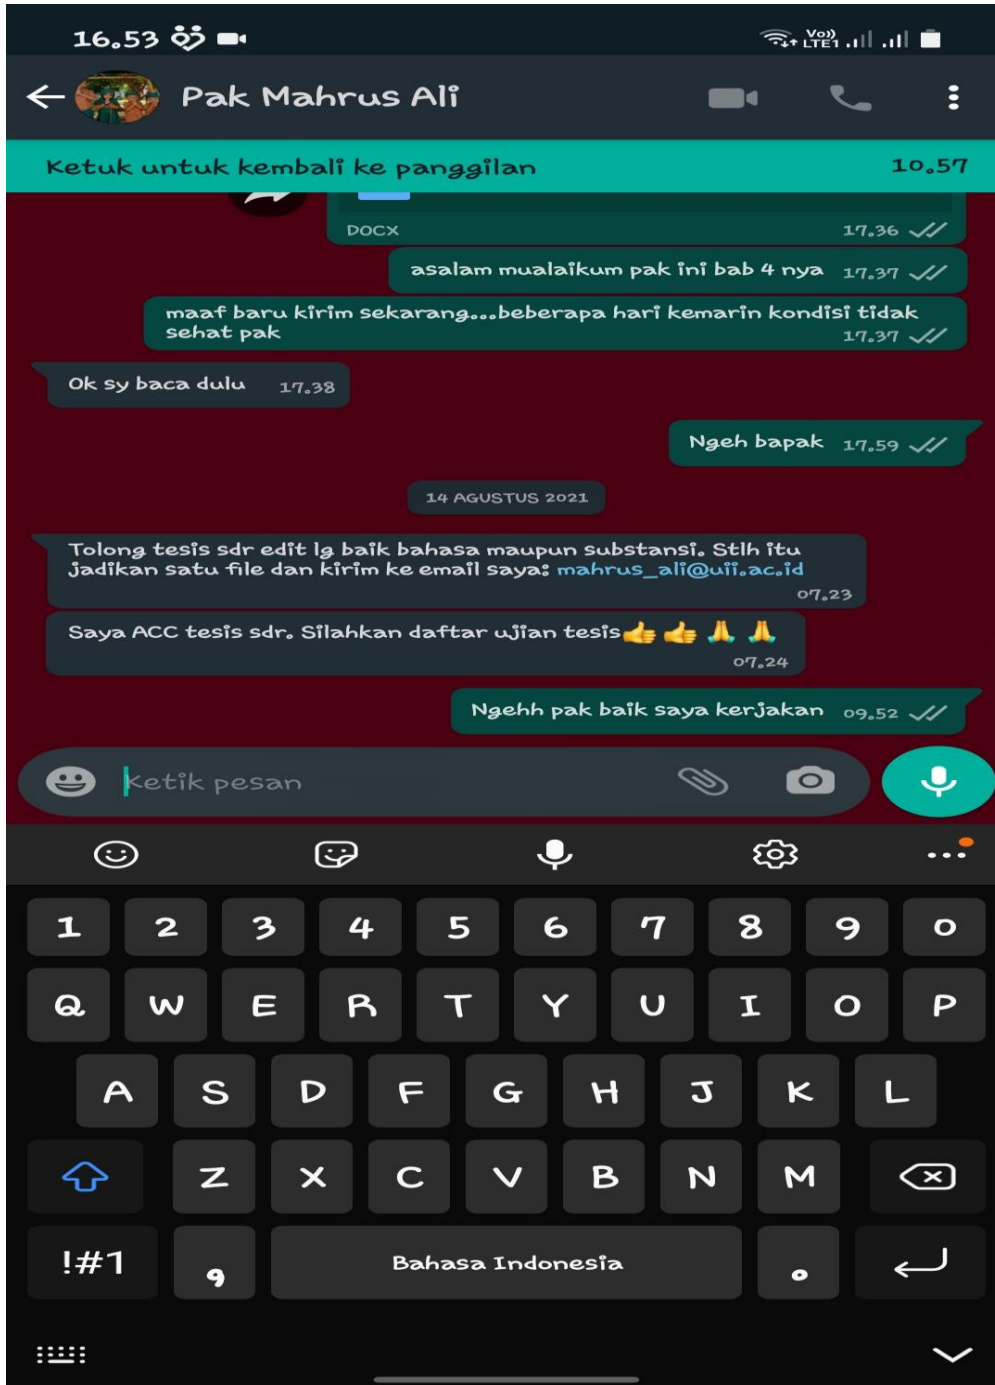 16.53
Vo)) LTE1
Pak Mahrus Ali
Ketuk untuk kembali ke panggilan 10.57
DOCX 17.36
asalam mualaikum pak ini bab 4 nya 17.37
maaf baru kirim sekarang...beberapa hari kemarin kondisi tidak
sehat pak 17.37
Ok sy baca dulu 17.38
Ngeh bapak 17.59
14 AGUSTUS 2021
Tolong tesis sdr edit lg baik bahasa maupun substansi. Stlh itu
jadikan satu file dan kirim ke email saya: mahrus_ali@uii.ac.id
07.23
Saya ACC tesis sdr. Silahkan daftar ujian tesis👍👍🙏🙏
07.24
Ngehh pak baik saya kerjakan 09.52
Ketik pesan
1 2 3 4 5 6 7 8 9 0
Q W E R T Y U I O P
A S D F G H J K L
Z X C V B N M
!#1 , Bahasa Indonesia .